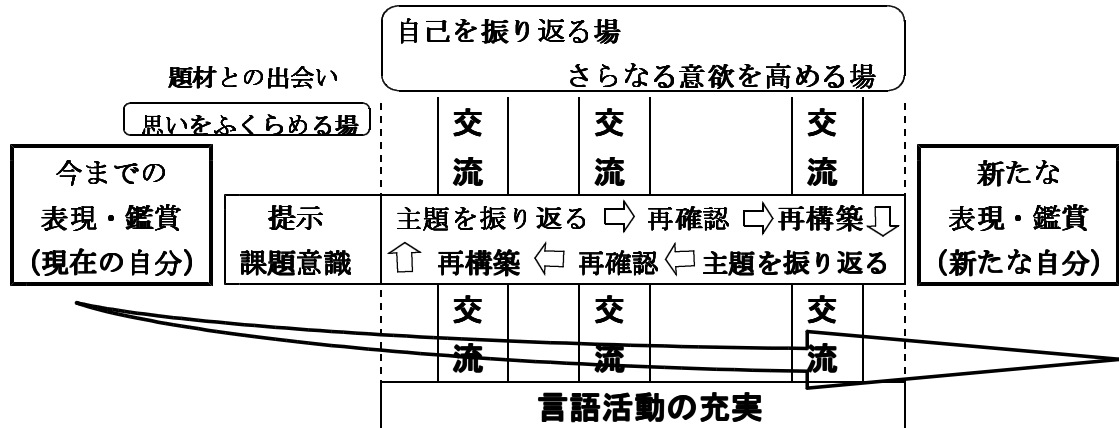 自己を振り返る場
さらなる意欲を高める場
題材との出会い
思いをふくらめる場
交流
交流
交流
今までの
表現・鑑賞
(現在の自分)
提示
課題意識
主題を振り返る ⇨ 再確認 ⇨ 再構築 ⇩
⇧ 再構築 ⇦ 再確認 ⇦ 主題を振り返る
新たな
表現・鑑賞
(新たな自分)
交流
交流
交流
言語活動の充実